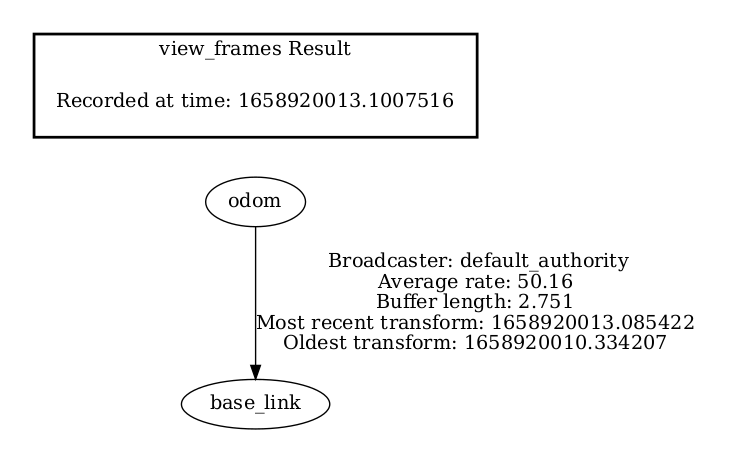 view_frames Result
Recorded at time: 1658920013.1007516
odom
Broadcaster: default_authority
Average rate: 50.16
Buffer length: 2.751
Most recent transform: 1658920013.085422
Oldest transform: 1658920010.334207
base_link